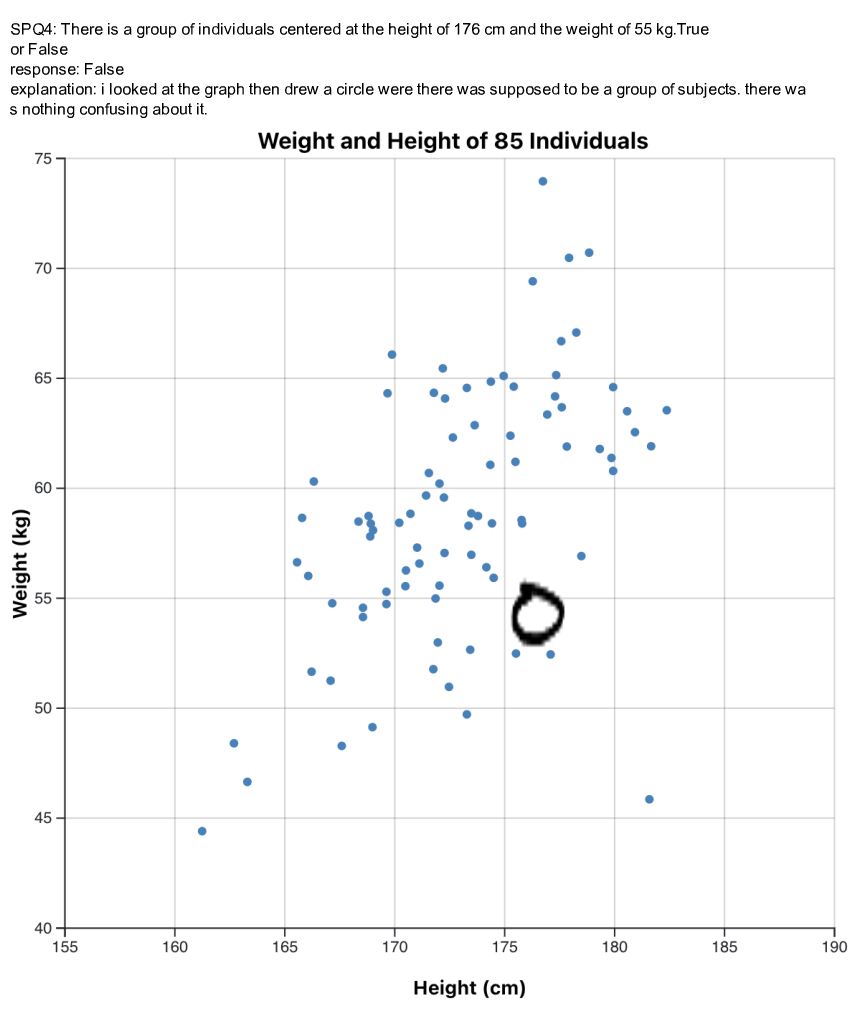 SPQ4: There is a group of individuals centered at the height of 176 cm and the weight of 55 kg.True
or False
response: False
explanation: i looked at the graph then drew a circle were there was supposed to be a group of subjects. there wa
s nothing confusing about it.
Weight and Height of 85 Individuals
75
70
65
60
55
50
45
40
Weight (kg)
155 160 165 170 175 180 185 190
Height (cm)